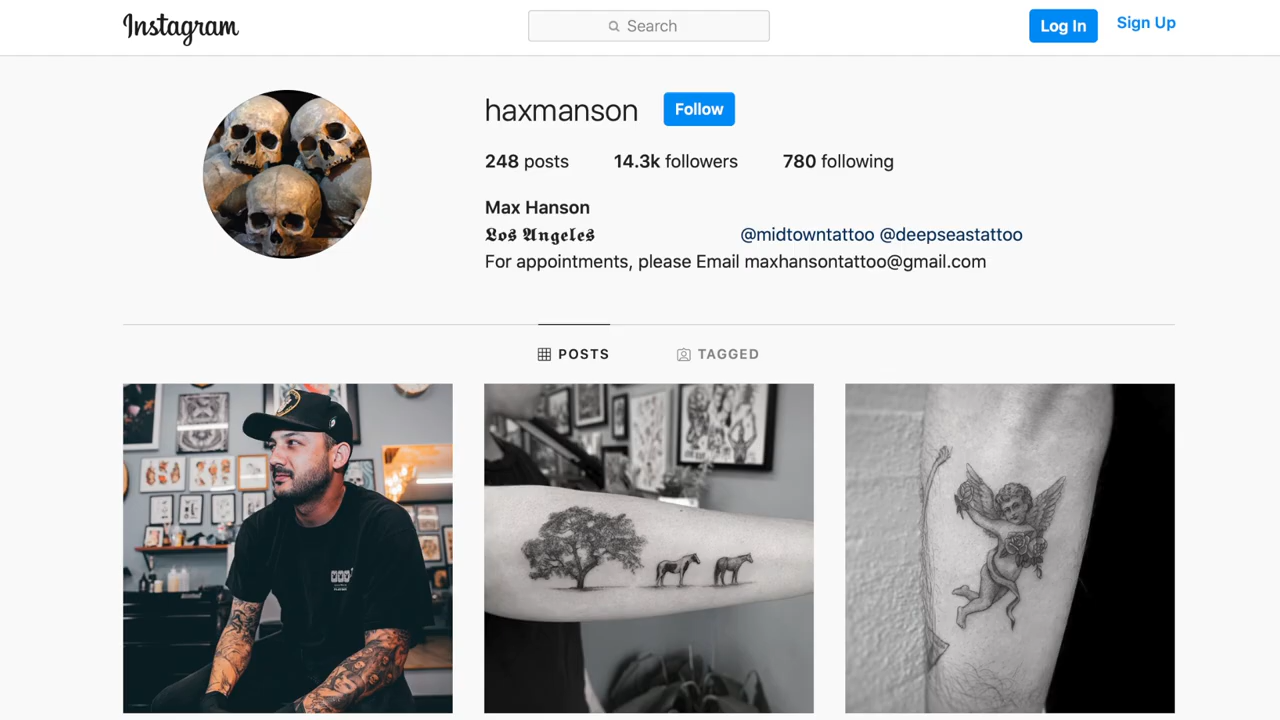 Instagram
Search
Log In
Sign Up
haxmanson
Follow
248 posts
14.3k followers
780 following
Max Hanson
𝕷𝖔𝖘 𝕬𝖓𝖌𝖊𝖑𝖊𝖘 @midtowntattoo @deepseastattoo
For appointments, please Email maxhansontattoo@gmail.com
POSTS
TAGGED